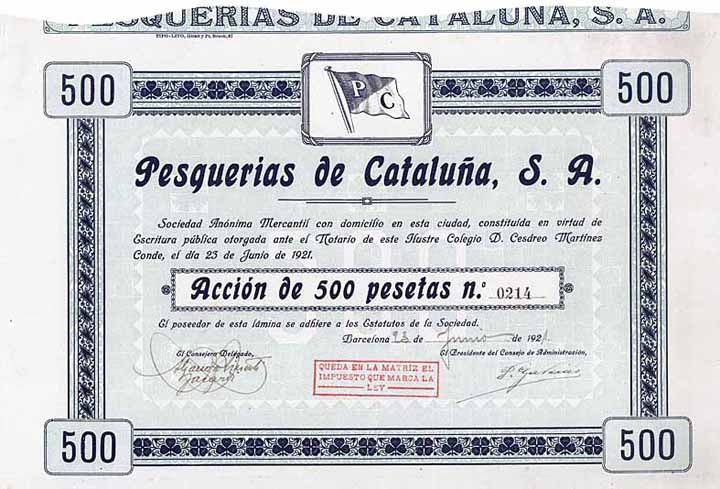 PESQUERIAS DE CATALUÑA, S. A.
500
500
P C
Pesquerias de Cataluña, S. A.
Sociedad Anónima Mercantil con domicilio en esta ciudad, constituída en virtud de
Escritura pública otorgada ante el Notario de este Ilustre Colegio D. Cesdreo Martínez
Conde, el día 23 de Junio de 1921.
Acción de 500 pesetas n.º 0214
El poseedor de esta lámina se adhiere a los Estatutos de la Sociedad.
Barcelona 23 de Junio de 1921.
El Consejero Delegado,
El Presidente del Consejo de Administración,
QUEDA EN LA MATRIZ EL
IMPUESTO QUE MARCA LA
LEY
500
500